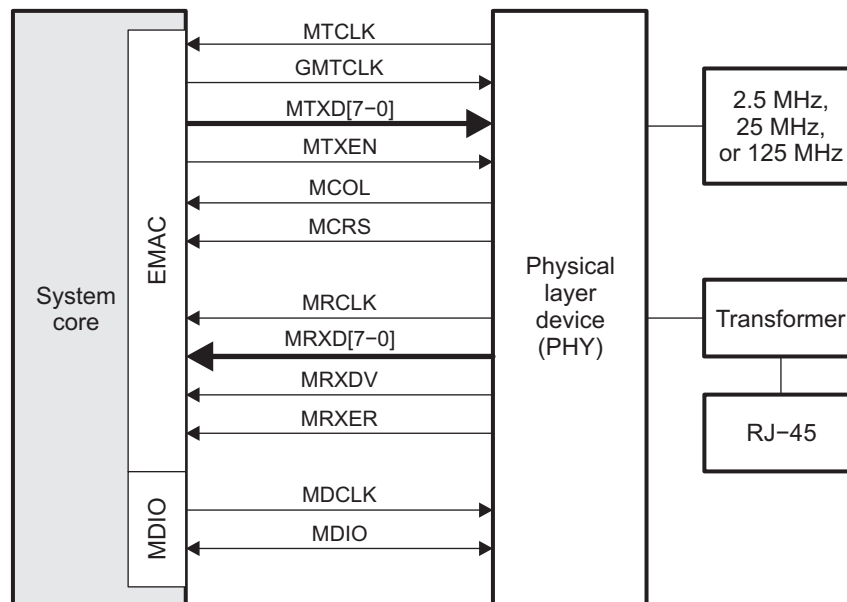 System
core
EMAC
MDIO
MTCLK
GMTCLK
MTXD[7−0]
MTXEN
MCOL
MCRS
MRCLK
MRXD[7−0]
MRXDV
MRXER
MDCLK
MDIO
Physical
layer
device
(PHY)
2.5 MHz,
25 MHz,
or 125 MHz
Transformer
RJ−45